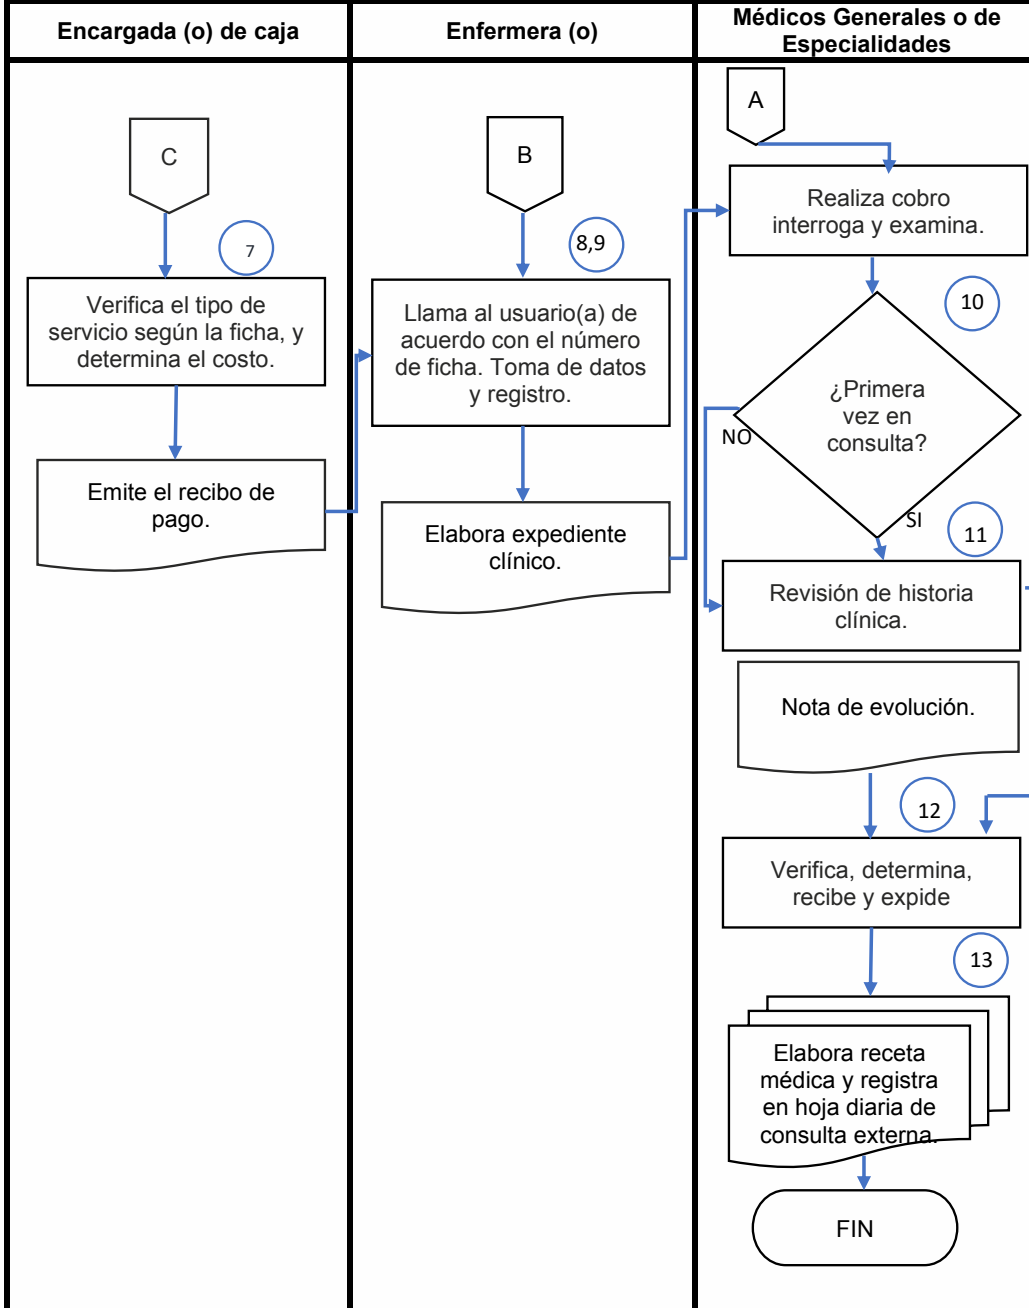 Encargada (o) de caja
Enfermera (o)
Médicos Generales o de
Especialidades
C
7
Verifica el tipo de
servicio según la ficha, y
determina el costo.
Emite el recibo de
pago.
B
8,9
Llama al usuario(a) de
acuerdo con el número
de ficha. Toma de datos
y registro.
Elabora expediente
clínico.
A
Realiza cobro
interroga y examina.
10
¿Primera
vez en
consulta?
NO
SI
11
Revisión de historia
clínica.
Nota de evolución.
12
Verifica, determina,
recibe y expide
13
Elabora receta
médica y registra
en hoja diaria de
consulta externa.
FIN